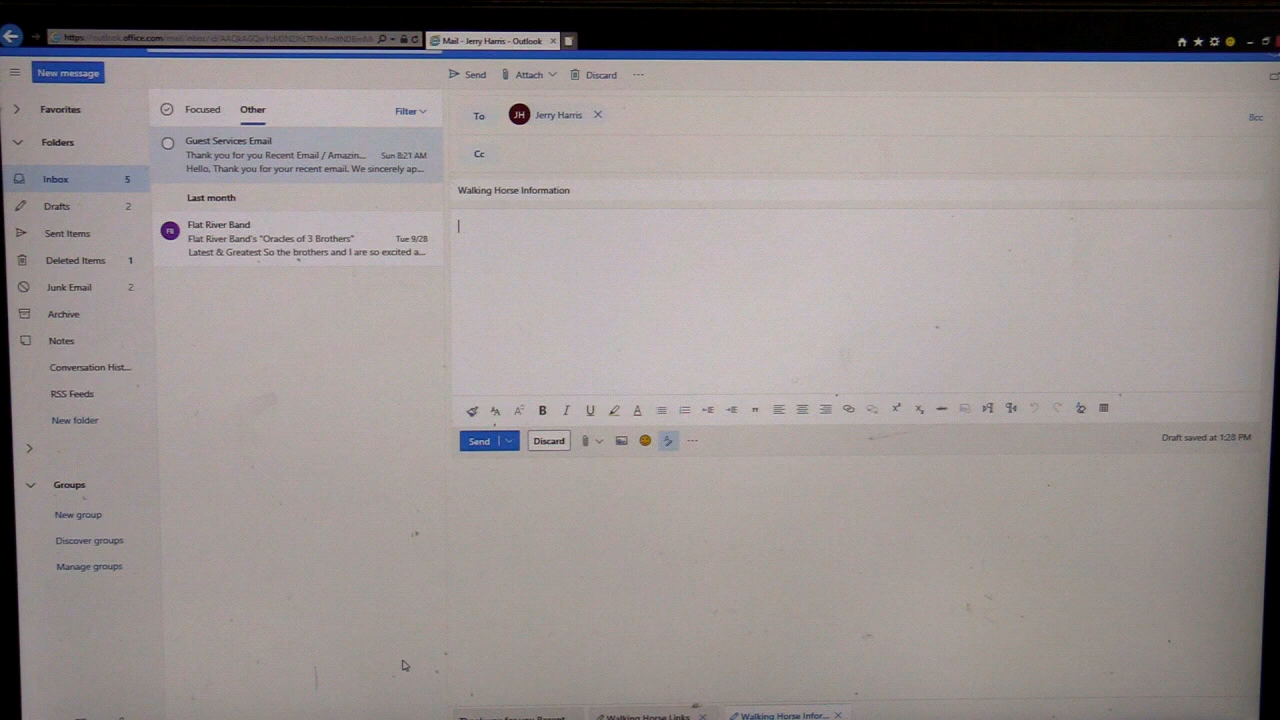 Mail - Jerry Harris - Outlook
New message
Send
Attach
Discard
Favorites
Folders
Inbox 5
Drafts 2
Sent Items
Deleted Items 1
Junk Email 2
Archive
Notes
Conversation Hist...
RSS Feeds
New folder
Groups
New group
Discover groups
Manage groups
Focused
Other
Filter
Guest Services Email
Thank you for you Recent Email / Amazin... Sun 8:21 AM
Hello, Thank you for your recent email. We sincerely ap...
Last month
FB
Flat River Band
Flat River Band's "Oracles of 3 Brothers" Tue 9/28
Latest & Greatest So the brothers and I are so excited a...
To
JH
Jerry Harris
Bcc
Cc
Walking Horse Information
Send
Discard
Draft saved at 1:28 PM
Walking Horse Links
Walking Horse Infor...